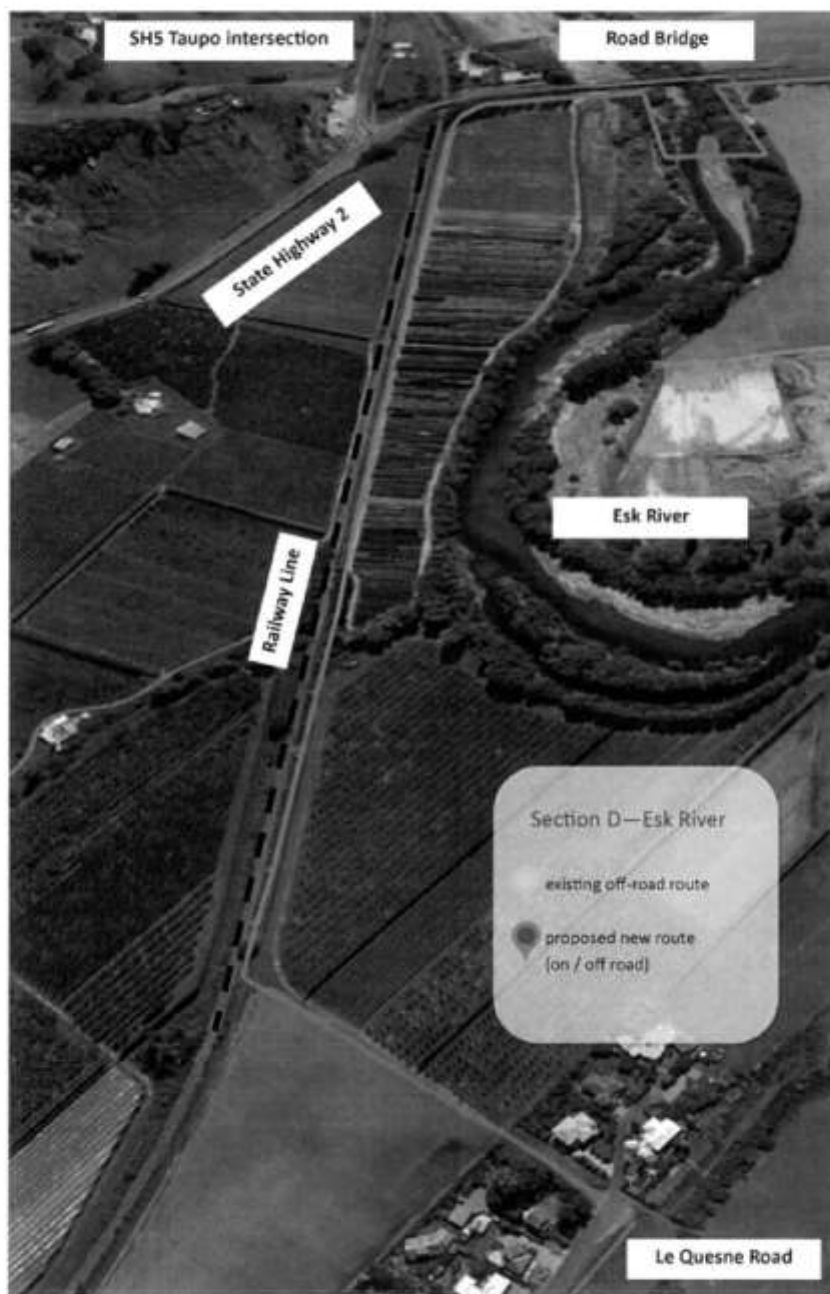 SH5 Taupo intersection
Road Bridge
State Highway 2
Esk River
Railway Line
Section D—Esk River
existing off-road route
proposed new route
(on / off road)
Le Quesne Road